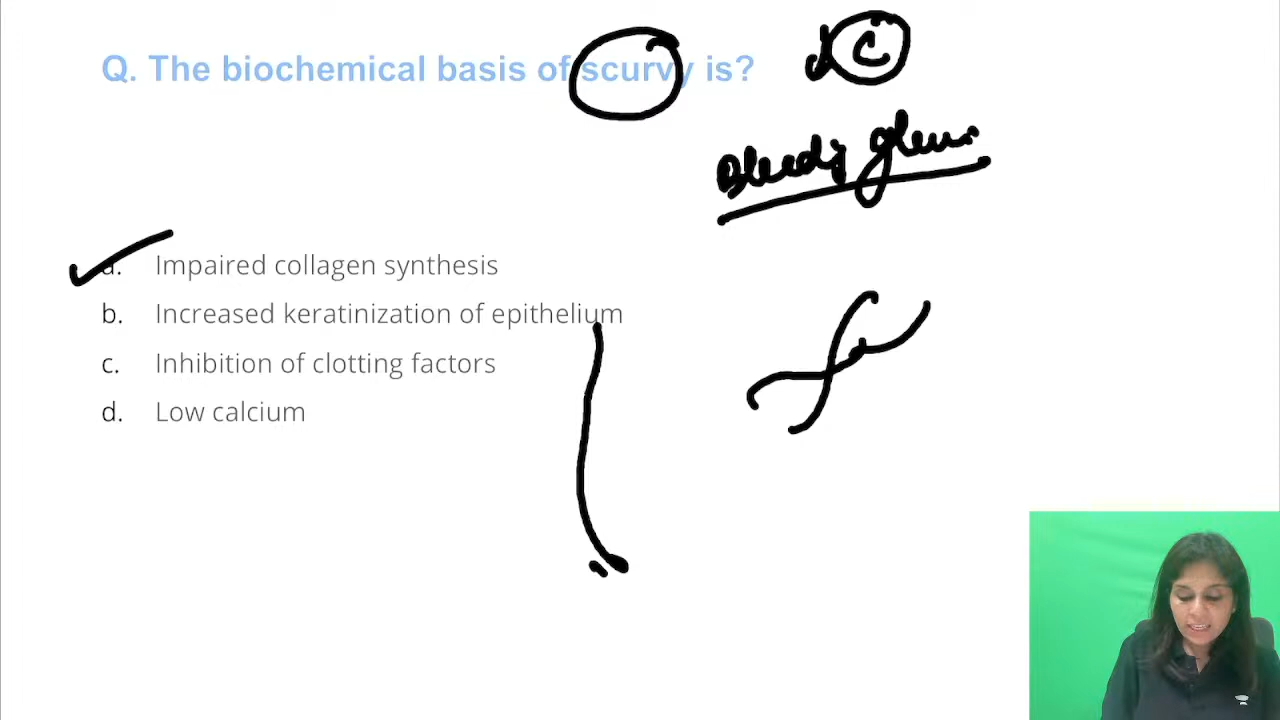 Q. The biochemical basis of scurvy is?
C
Bleeding
a. Impaired collagen synthesis
b. Increased keratinization of epithelium
c. Inhibition of clotting factors
d. Low calcium